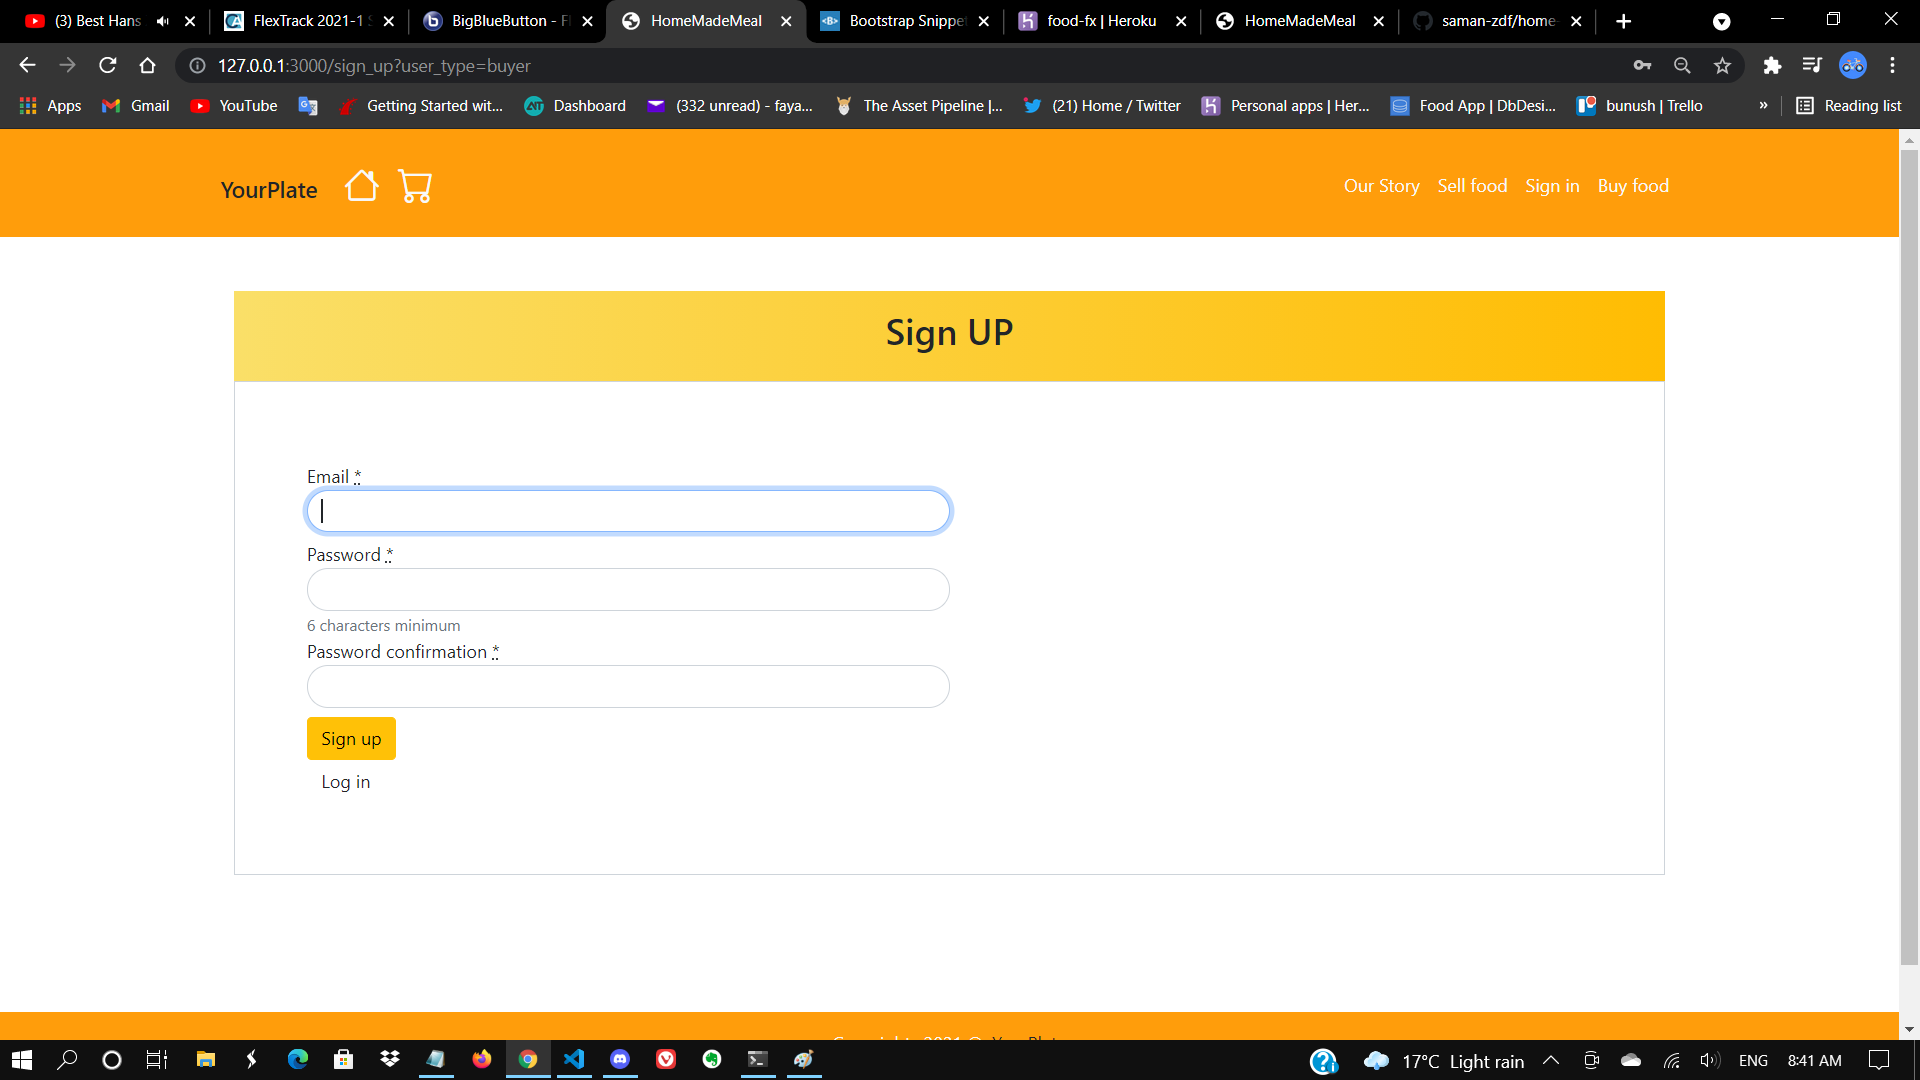 (3) Best Hans
FlexTrack 2021-1
BigBlueButton - F
HomeMadeMeal
Bootstrap Snippet
food-fx | Heroku
HomeMadeMeal
saman-zdf/home-
127.0.0.1:3000/sign_up?user_type=buyer
Apps
Gmail
YouTube
Getting Started wit...
Dashboard
(332 unread) - faya...
The Asset Pipeline |...
(21) Home / Twitter
Personal apps | Her...
Food App | DbDesi...
bunush | Trello
»
Reading list
YourPlate
Our Story
Sell food
Sign in
Buy food
Sign UP
Email *
Password *
6 characters minimum
Password confirmation *
Sign up
Log in
17°C Light rain
ENG
8:41 AM